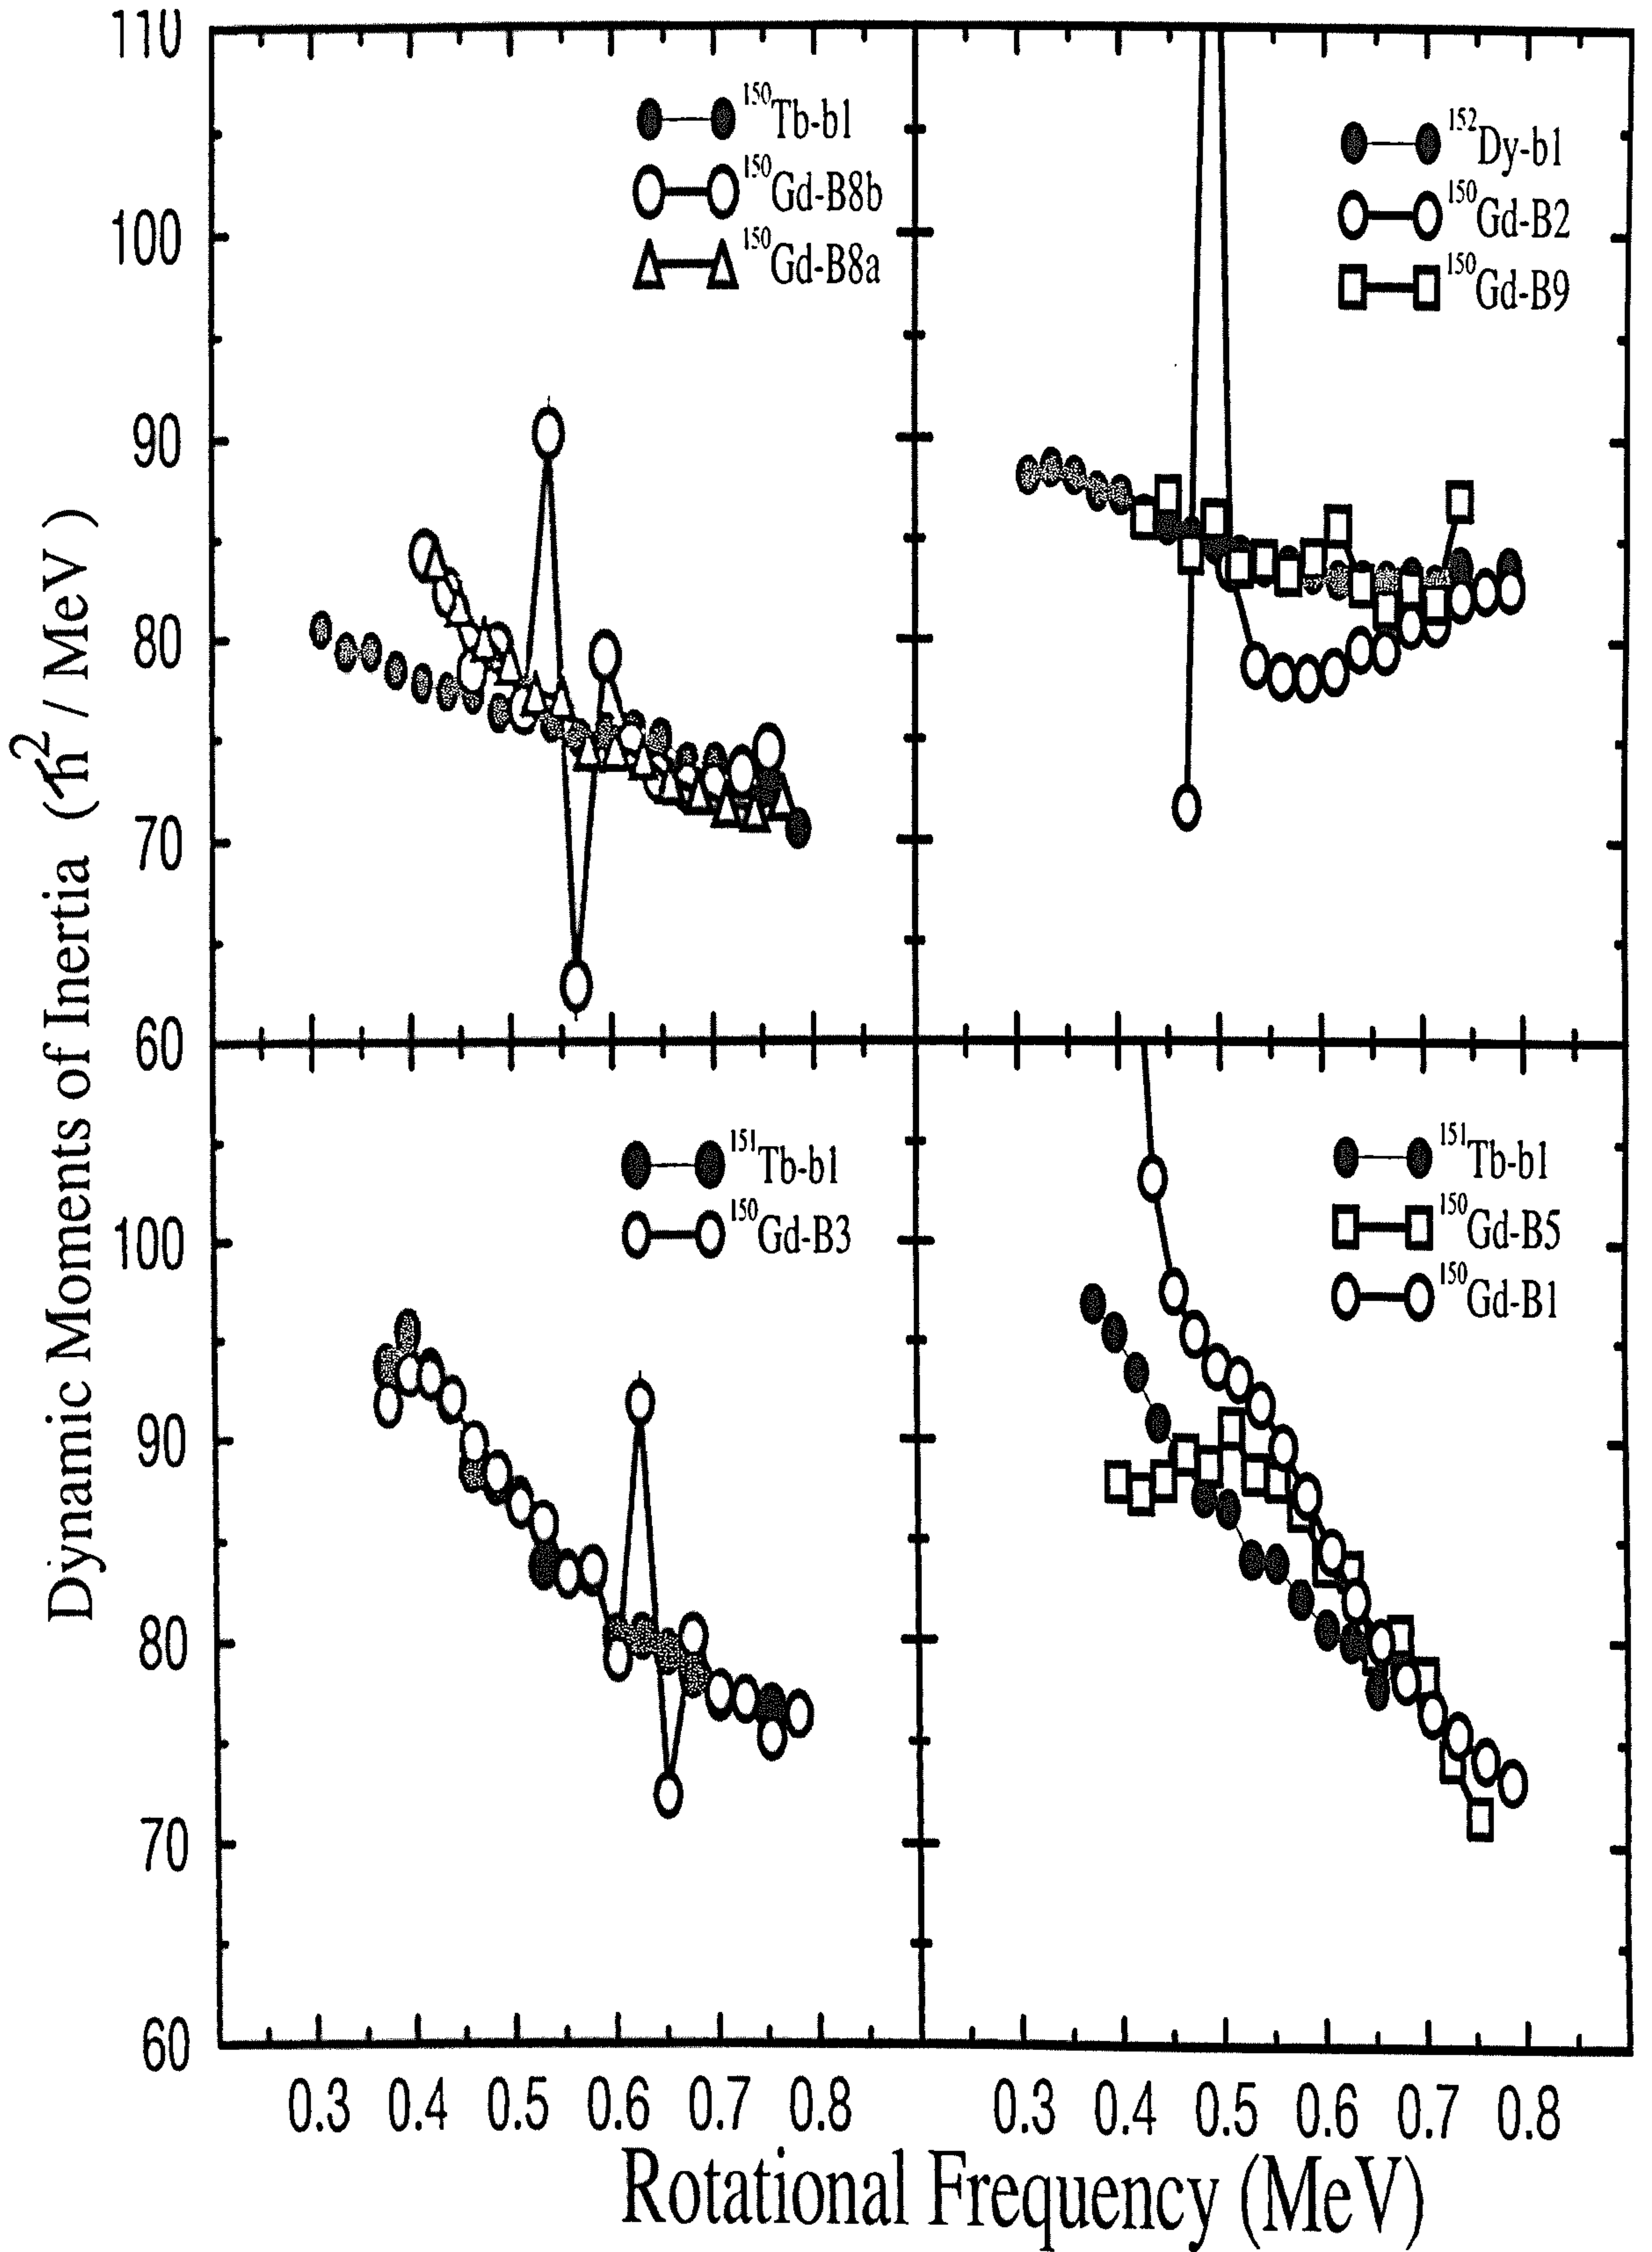 Dynamic Moments of Inertia (ħ² / MeV)
110
100
90
80
70
60
¹⁵⁰Tb-b1
¹⁵⁰Gd-B8b
¹⁵⁰Gd-B8a
¹⁵²Dy-b1
¹⁵⁰Gd-B2
¹⁵⁰Gd-B9
100
90
80
70
60
¹⁵¹Tb-b1
¹⁵⁰Gd-B3
¹⁵¹Tb-b1
¹⁵⁰Gd-B5
¹⁵⁰Gd-B1
0.3 0.4 0.5 0.6 0.7 0.8 0.3 0.4 0.5 0.6 0.7 0.8
Rotational Frequency (MeV)